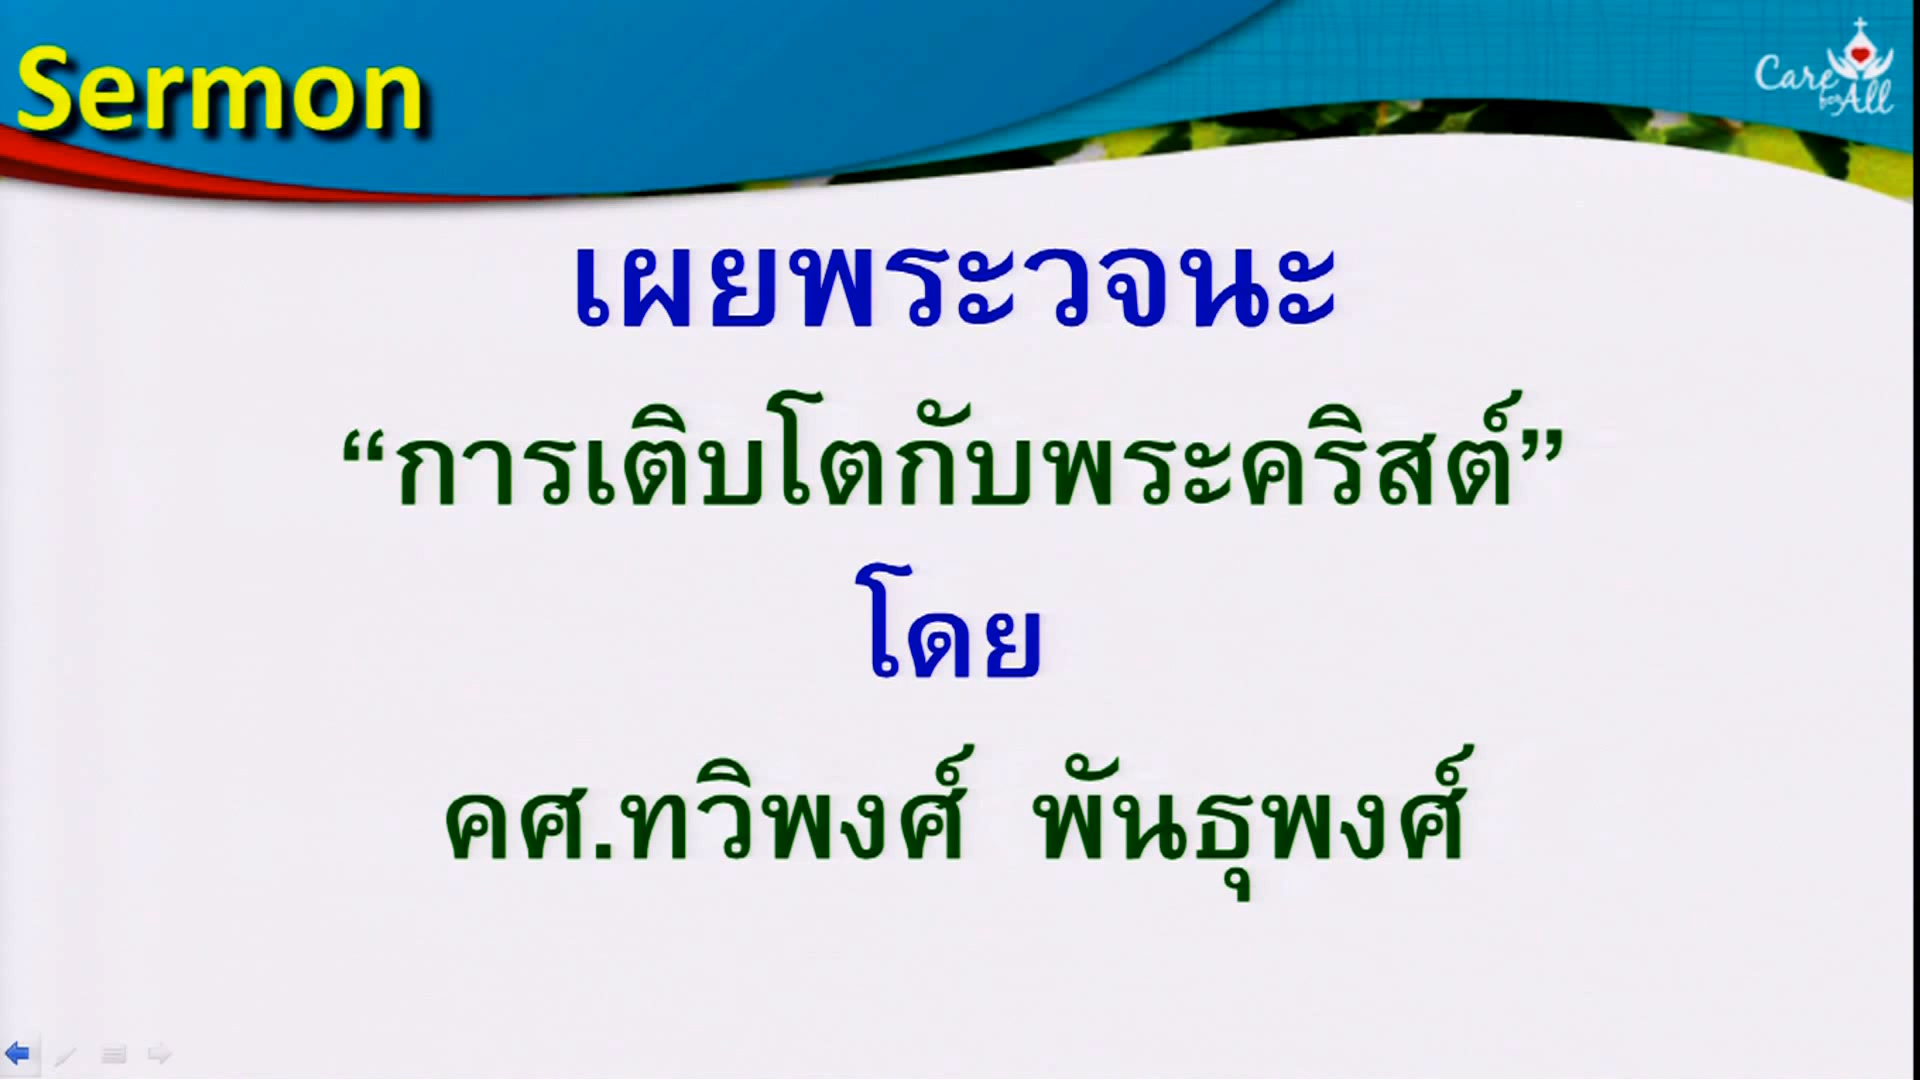 Sermon
Care
for All
เผยพระวจนะ
“การเติบโตกับพระคริสต์”
โดย
คศ.ทวิพงศ์ พันธุพงศ์